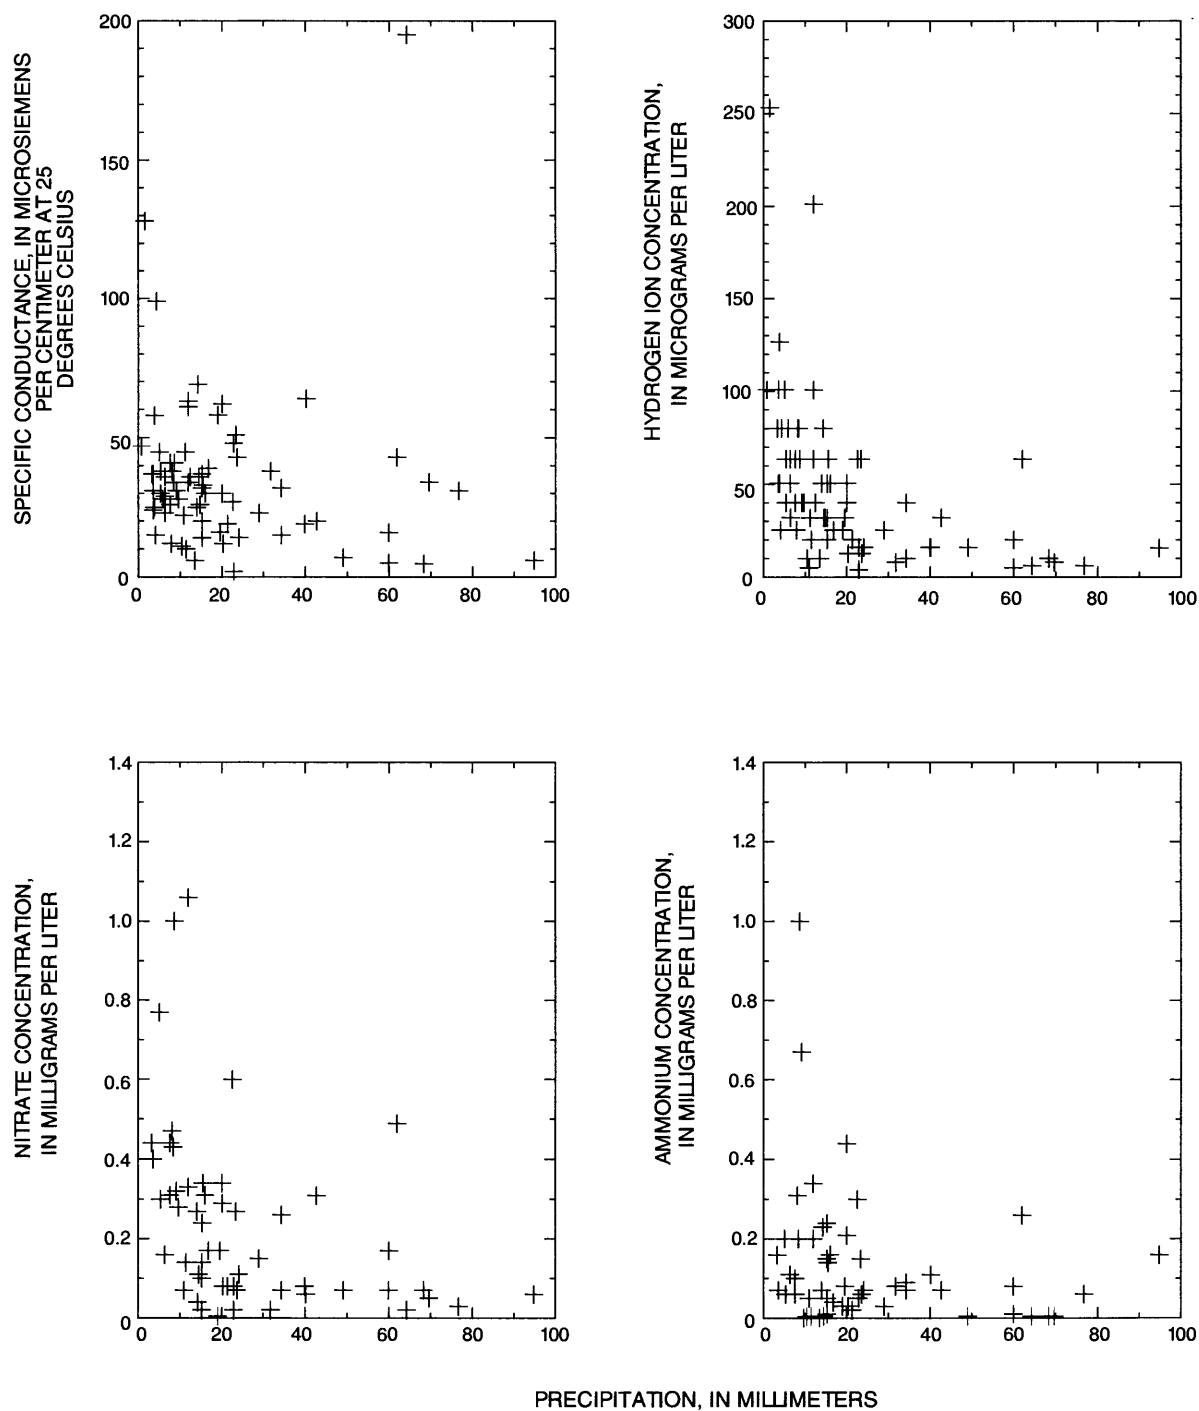 SPECIFIC CONDUCTANCE, IN MICROSIEMENS
PER CENTIMETER AT 25
DEGREES CELSIUS
200
150
100
50
0
0 20 40 60 80 100
HYDROGEN ION CONCENTRATION,
IN MICROGRAMS PER LITER
300
250
200
150
100
50
0
0 20 40 60 80 100
NITRATE CONCENTRATION,
IN MILLIGRAMS PER LITER
1.4
1.2
1.0
0.8
0.6
0.4
0.2
0
0 20 40 60 80 100
AMMONIUM CONCENTRATION,
IN MILLIGRAMS PER LITER
1.4
1.2
1.0
0.8
0.6
0.4
0.2
0
0 20 40 60 80 100
PRECIPITATION, IN MILLIMETERS